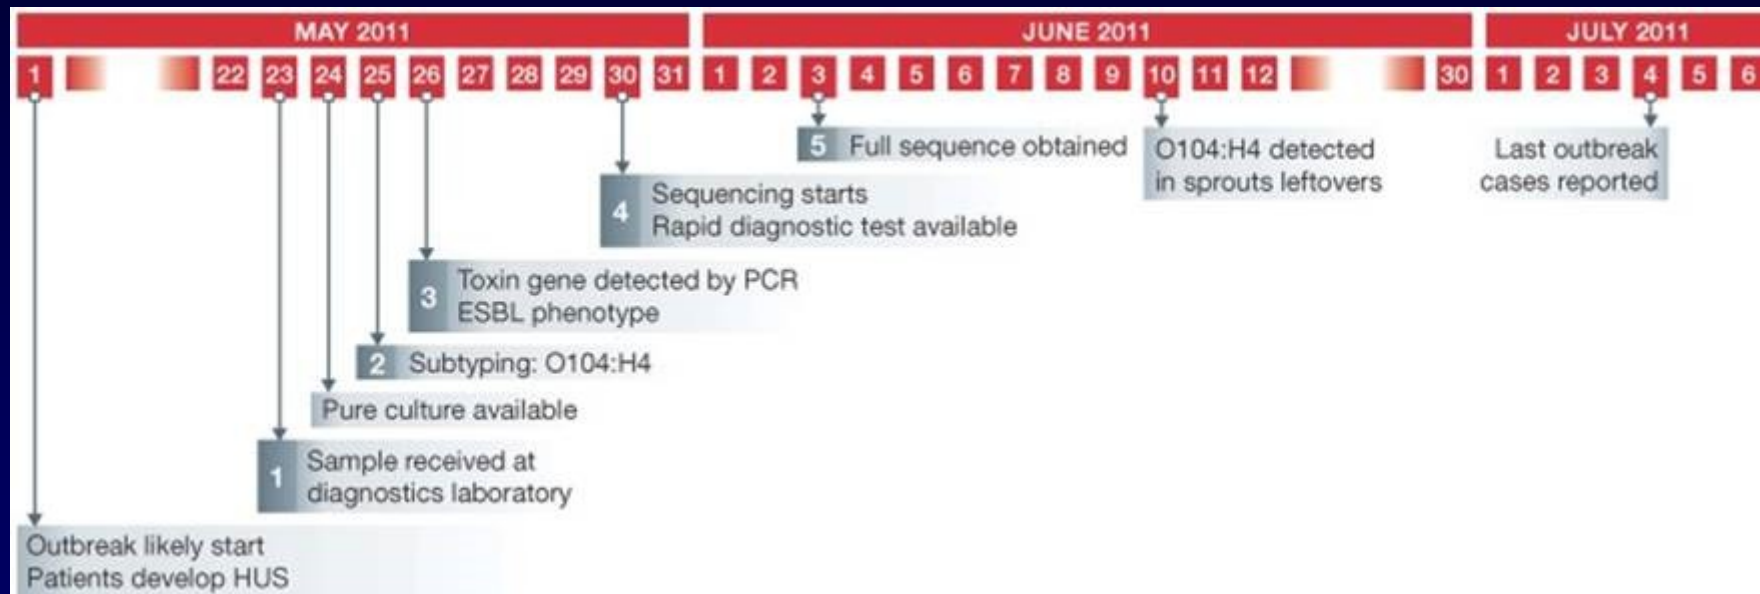 MAY 2011 JUNE 2011 JULY 2011
1 22 23 24 25 26 27 28 29 30 31 1 2 3 4 5 6 7 8 9 10 11 12 30 1 2 3 4 5 6
5 Full sequence obtained
O104:H4 detected
in sprouts leftovers
Last outbreak
cases reported
4 Sequencing starts
Rapid diagnostic test available
3 Toxin gene detected by PCR
ESBL phenotype
2 Subtyping: O104:H4
Pure culture available
1 Sample received at
diagnostics laboratory
Outbreak likely start
Patients develop HUS